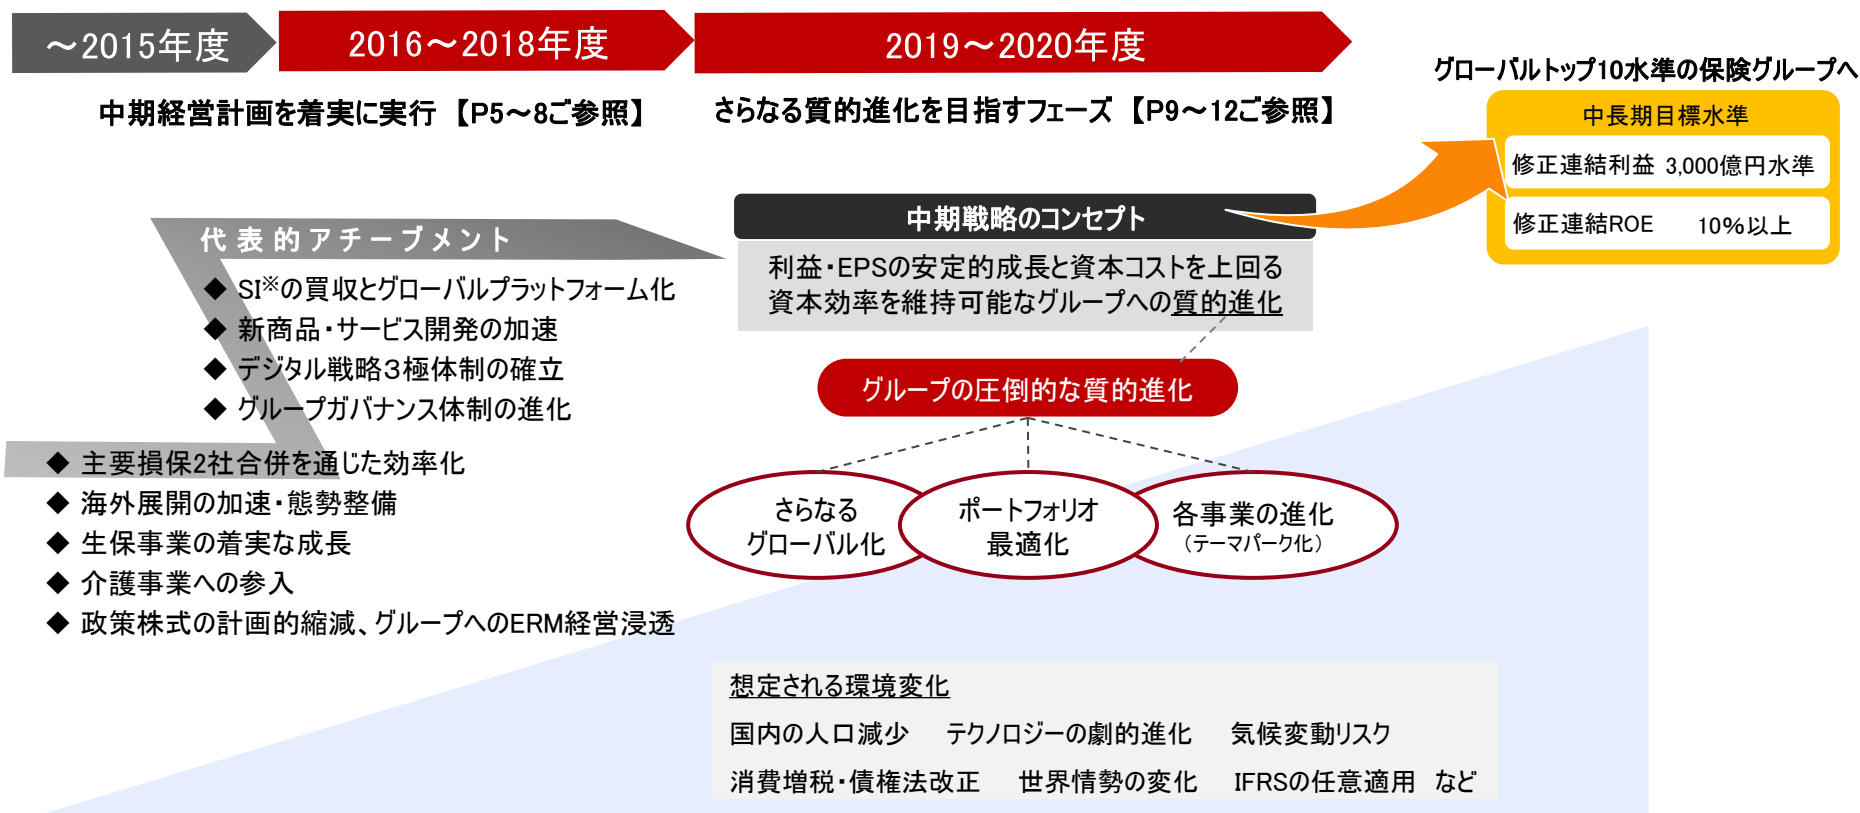 ～2015年度
2016～2018年度
2019～2020年度
グローバルトップ10水準の保険グループへ
中期経営計画を着実に実行 【P5～8ご参照】
さらなる質的進化を目指すフェーズ 【P9～12ご参照】
中長期目標水準
修正連結利益 3,000億円水準
修正連結ROE 10%以上
代表的アチーブメント
◆ SI※の買収とグローバルプラットフォーム化
◆ 新商品・サービス開発の加速
◆ デジタル戦略３極体制の確立
◆ グループガバナンス体制の進化
◆ 主要損保2社合併を通じた効率化
◆ 海外展開の加速・態勢整備
◆ 生保事業の着実な成長
◆ 介護事業への参入
◆ 政策株式の計画的縮減、グループへのERM経営浸透
中期戦略のコンセプト
利益・EPSの安定的成長と資本コストを上回る
資本効率を維持可能なグループへの質的進化
グループの圧倒的な質的進化
さらなる
グローバル化
ポートフォリオ
最適化
各事業の進化
（テーマパーク化）
想定される環境変化
国内の人口減少 テクノロジーの劇的進化 気候変動リスク
消費増税・債権法改正 世界情勢の変化 IFRSの任意適用 など